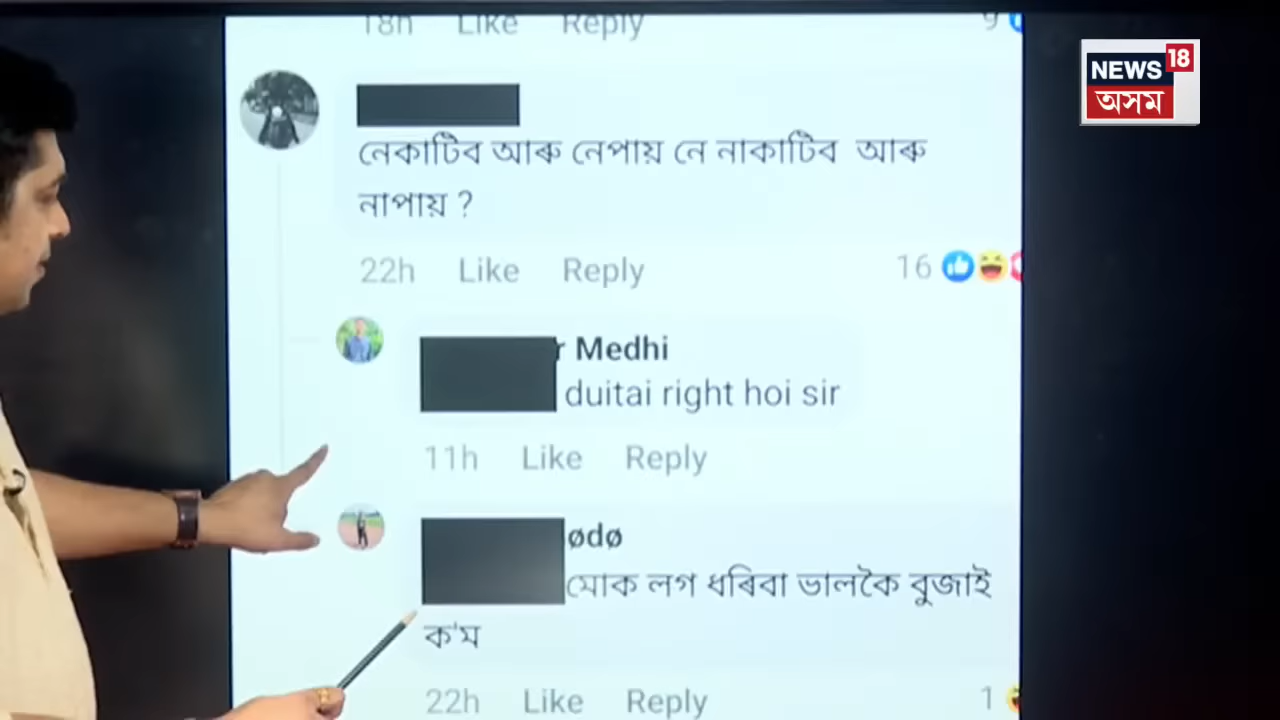 18h Like Reply 9
NEWS 18
অসম
নেকাটিব আৰু নেপায় নে নাকাটিব আৰু
নাপায় ?
22h Like Reply 16
r Medhi
duitai right hoi sir
11h Like Reply
ødø
মোক লগ ধৰিবা ভালকৈ বুজাই
ক'ম
22h Like Reply 1